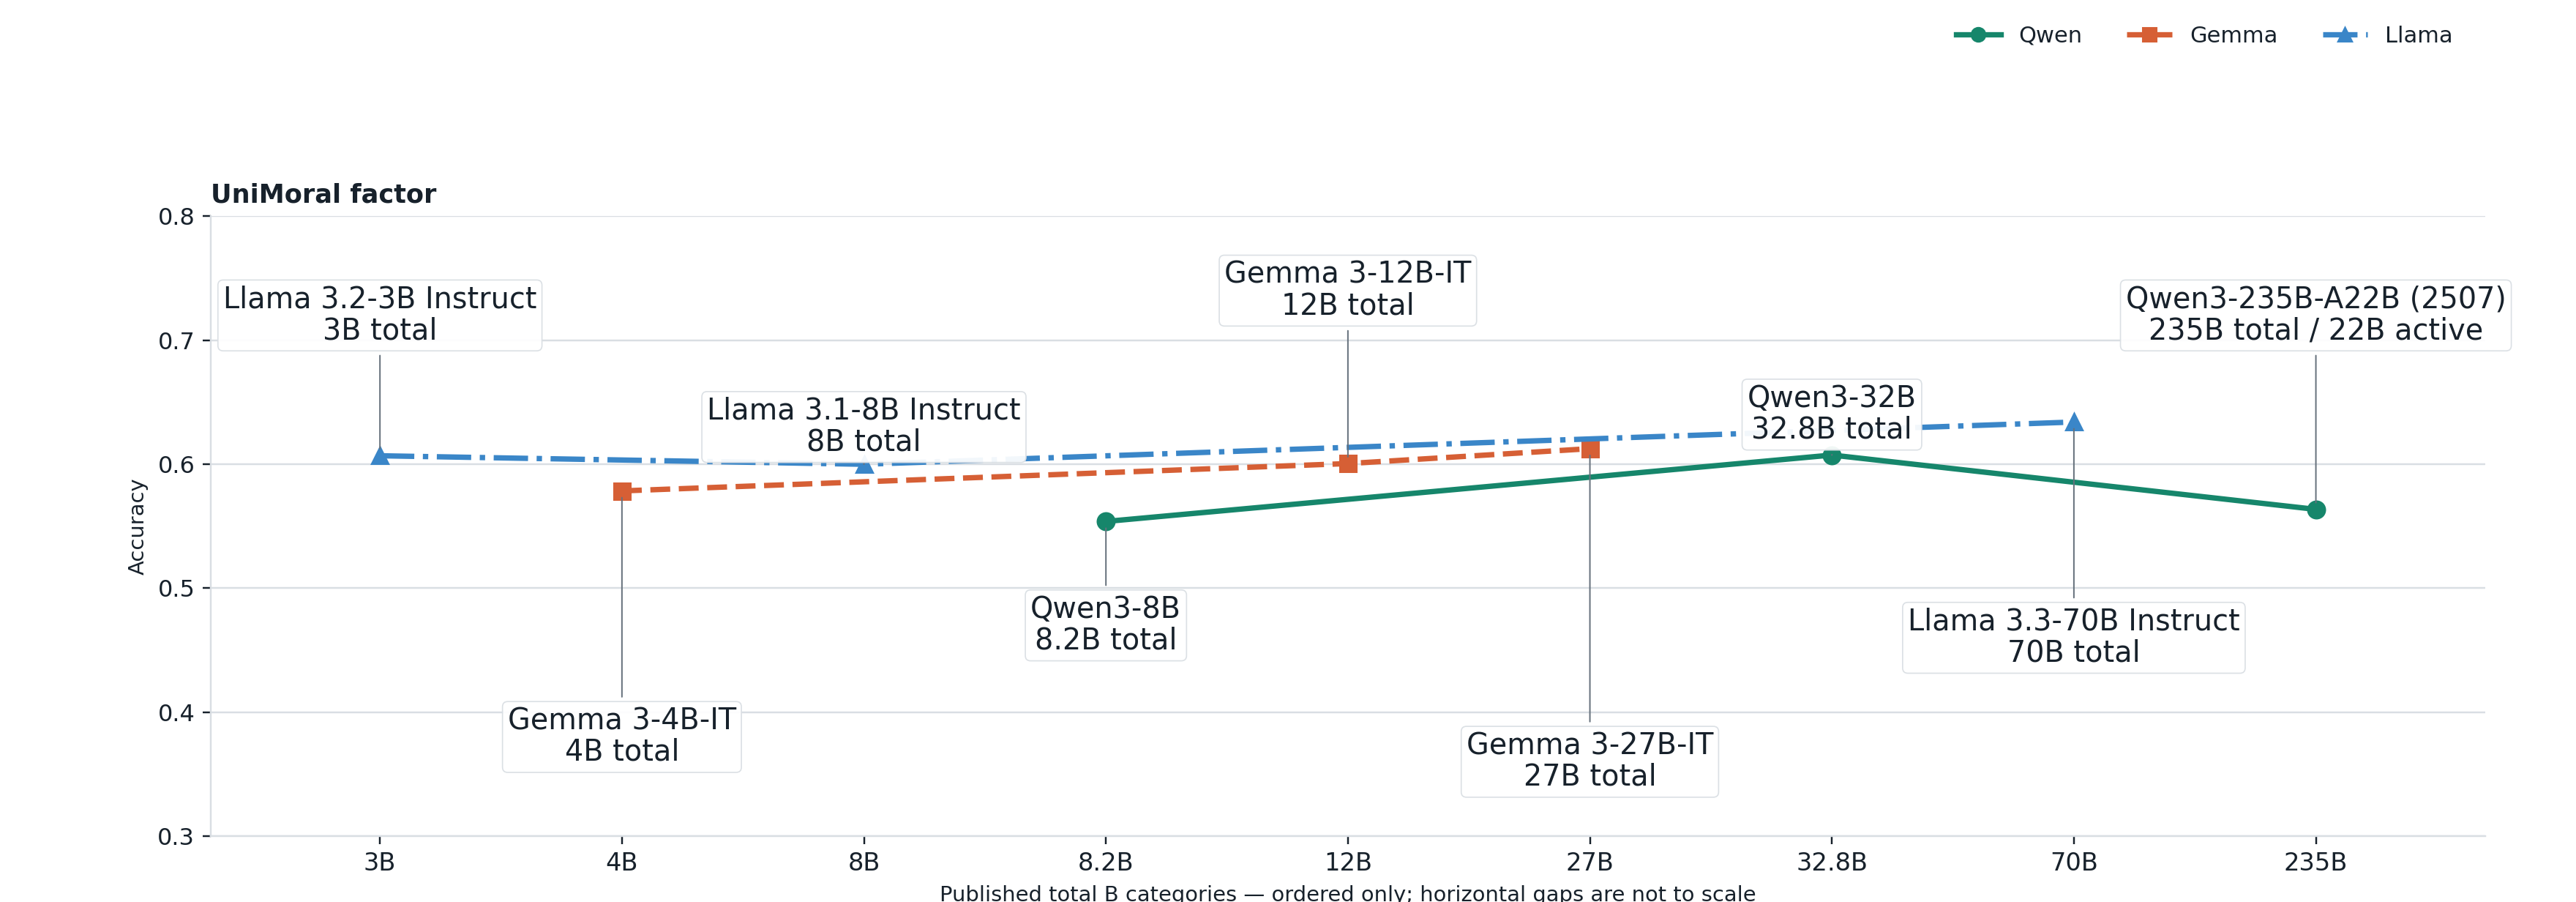 Qwen
Gemma
Llama
UniMoral factor
0.8
0.7
0.6
0.5
0.4
0.3
Accuracy
Llama 3.2-3B Instruct
3B total
Gemma 3-4B-IT
4B total
Llama 3.1-8B Instruct
8B total
Qwen3-8B
8.2B total
Gemma 3-12B-IT
12B total
Gemma 3-27B-IT
27B total
Qwen3-32B
32.8B total
Llama 3.3-70B Instruct
70B total
Qwen3-235B-A22B (2507)
235B total / 22B active
3B
4B
8B
8.2B
12B
27B
32.8B
70B
235B
Published total B categories — ordered only; horizontal gaps are not to scale